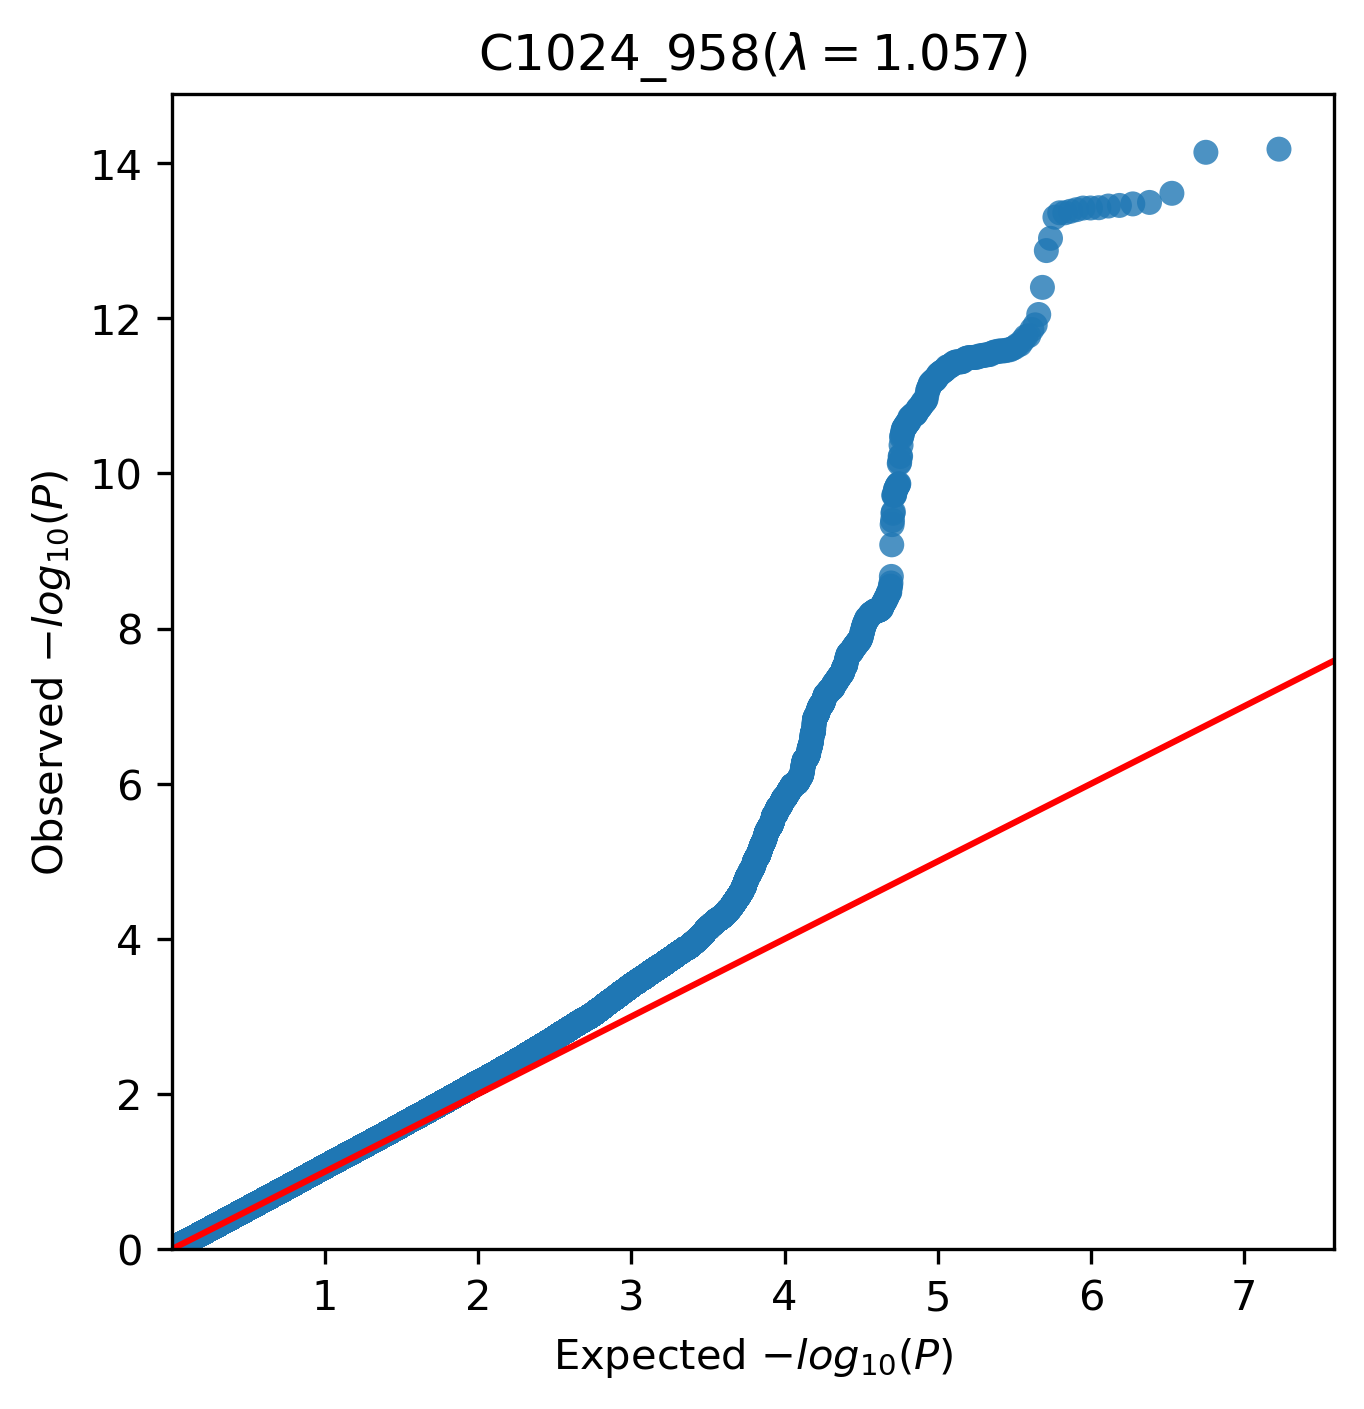 C1024_958(λ = 1.057)
14
12
10
8
6
4
2
0
Observed −log₁₀(P)
1 2 3 4 5 6 7
Expected −log₁₀(P)